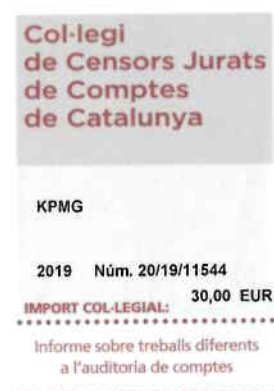 Col·legi
de Censors Jurats
de Comptes
de Catalunya
KPMG
2019 Núm. 20/19/11544
IMPORT COL·LEGIAL: 30,00 EUR
Informe sobre treballs diferents
a l'auditoria de comptes